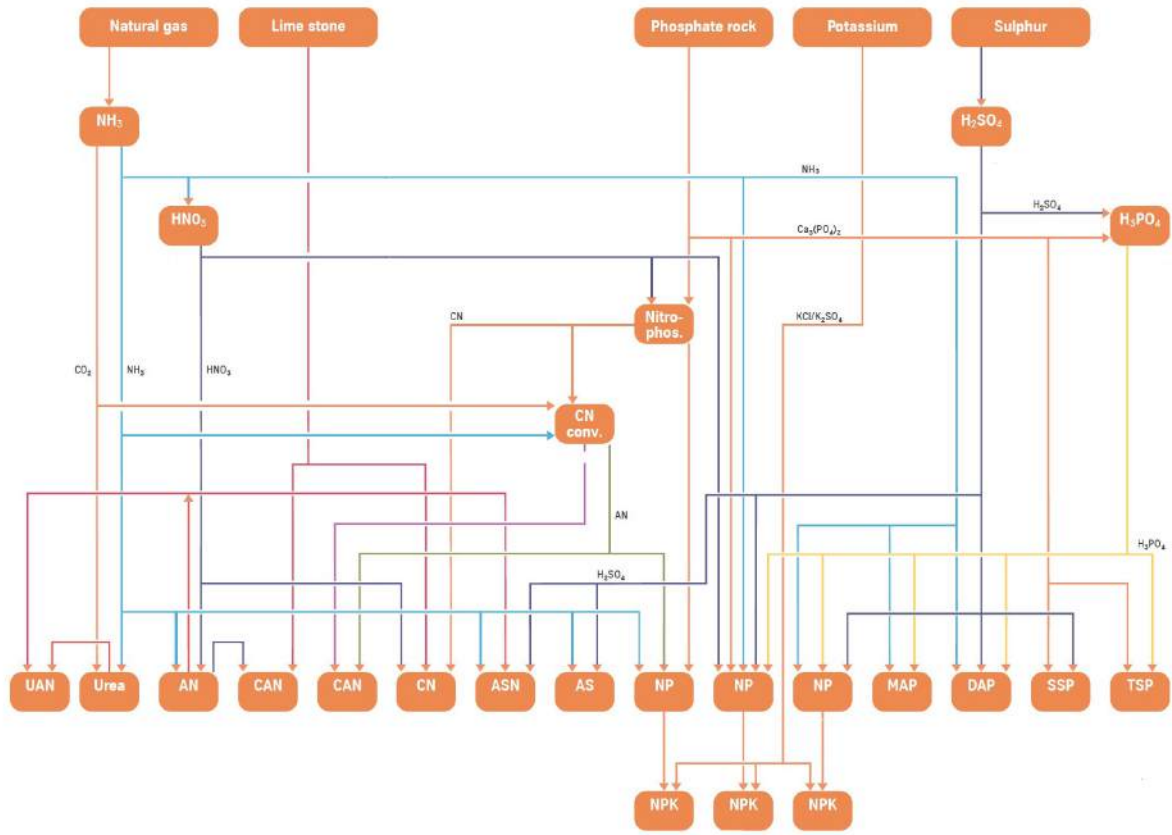 Natural gas
Lime stone
Phosphate rock
Potassium
Sulphur
NH₃
H₂SO₄
NH₃
HNO₃
H₂SO₄
H₃PO₄
Ca₃(PO₄)₂
Nitro-
phos.
CN
KCl/K₂SO₄
CO₂
NH₃
HNO₃
CN
conv.
AN
H₃PO₄
H₂SO₄
UAN
Urea
AN
CAN
CAN
CN
ASN
AS
NP
NP
NP
MAP
DAP
SSP
TSP
NPK
NPK
NPK